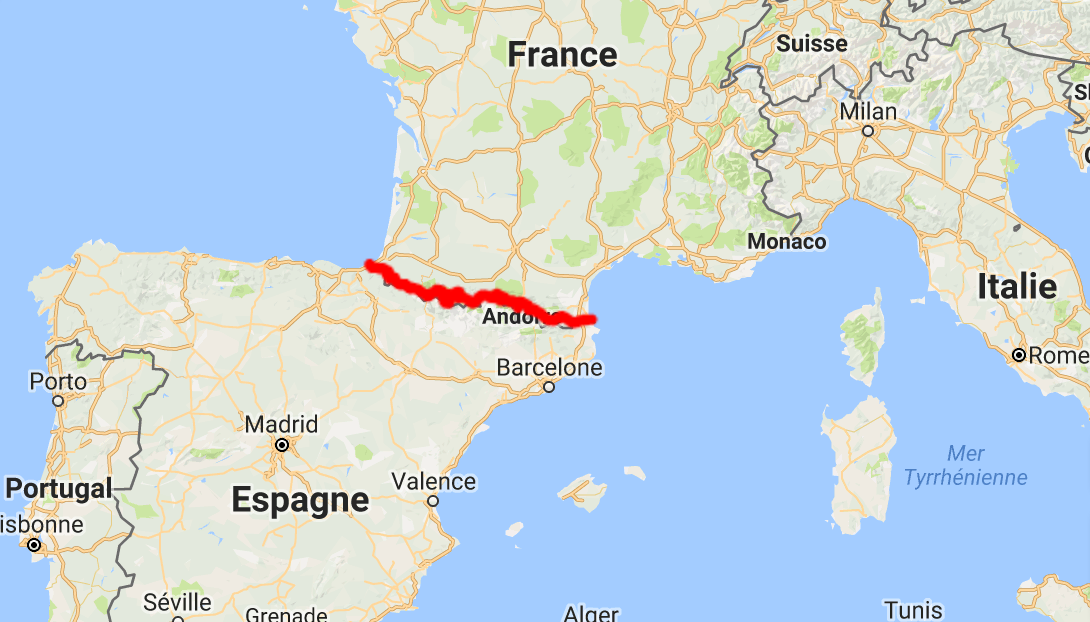 France
Suisse
Milan
Monaco
Italie
Rome
Porto
Barcelone
Madrid
Valence
Mer
Tyrrhénienne
Portugal
Espagne
isbonne
Séville
Grenade
Alger
Tunis